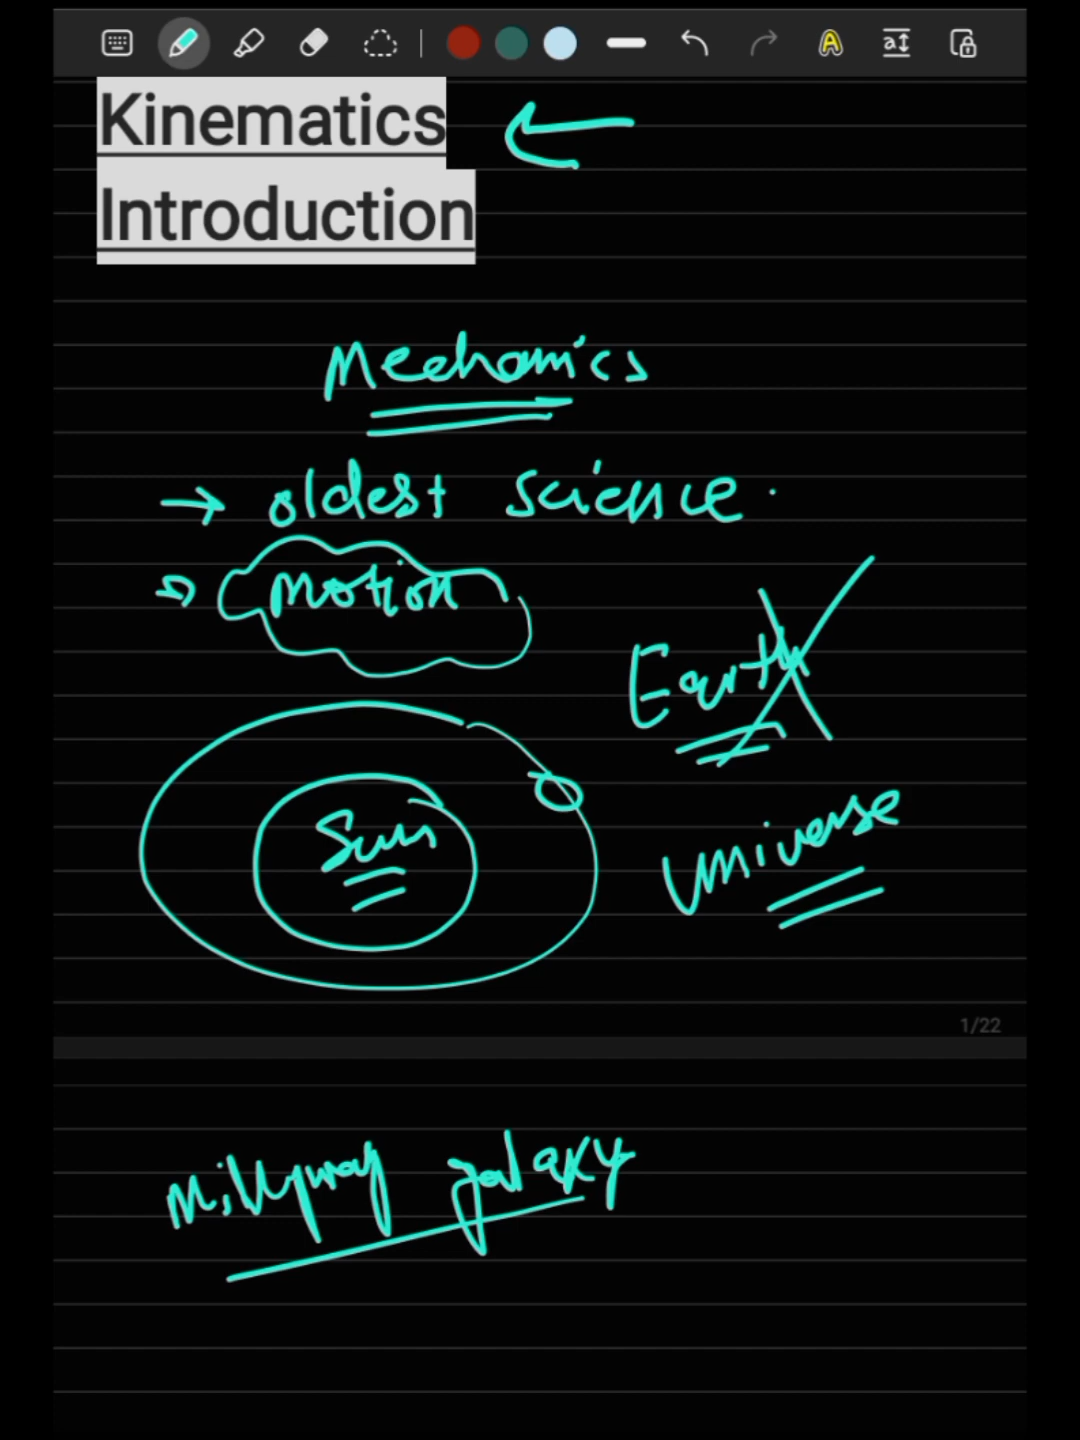 Kinematics
Introduction
Mechanics
→ oldest science.
motion
Earth
Sun
universe
1/22
Milkyway galaxy